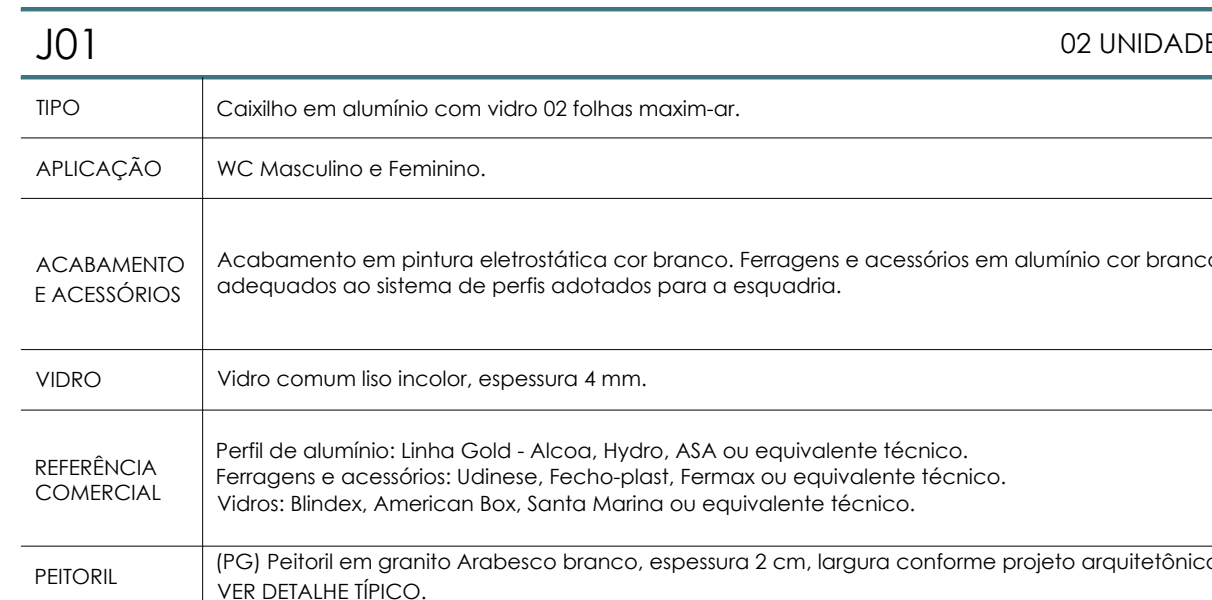 J01 02 UNIDADE
TIPO Caixilho em alumínio com vidro 02 folhas maxim-ar.
APLICAÇÃO WC Masculino e Feminino.
ACABAMENTO E ACESSÓRIOS
Acabamento em pintura eletrostática cor branco. Ferragens e acessórios em alumínio cor branco
adequados ao sistema de perfis adotados para a esquadria.
VIDRO Vidro comum liso incolor, espessura 4 mm.
REFERÊNCIA COMERCIAL
Perfil de alumínio: Linha Gold - Alcoa, Hydro, ASA ou equivalente técnico.
Ferragens e acessórios: Udinese, Fecho-plast, Fermax ou equivalente técnico.
Vidros: Blindex, American Box, Santa Marina ou equivalente técnico.
PEITORIL
(PG) Peitoril em granito Arabesco branco, espessura 2 cm, largura conforme projeto arquitetônico
VER DETALHE TÍPICO.